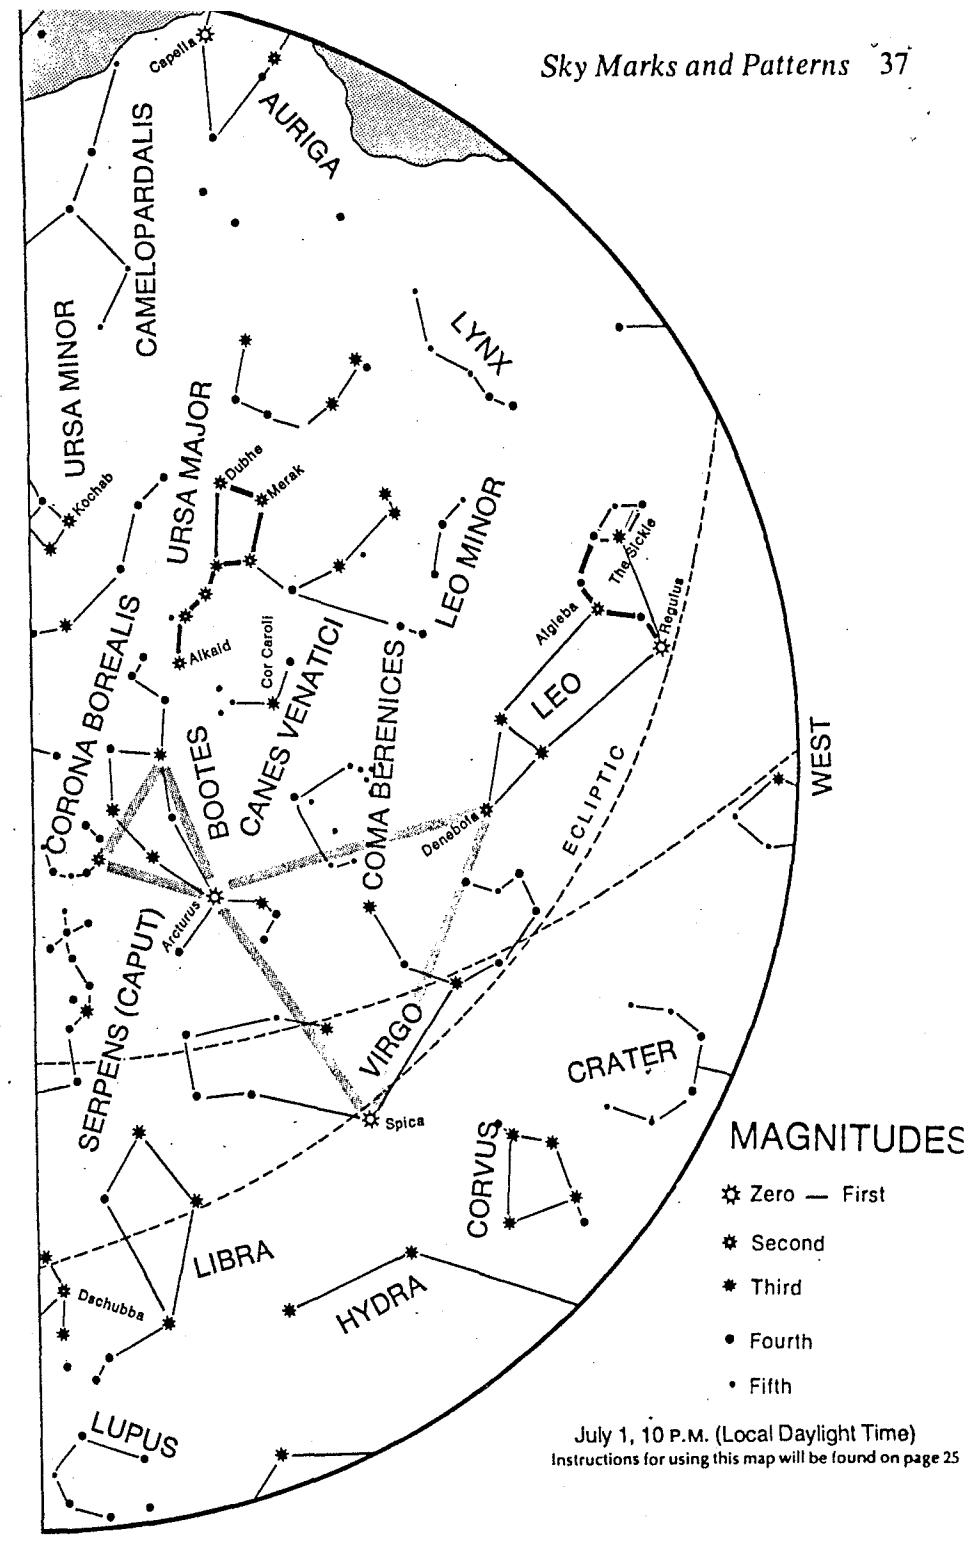 Sky Marks and Patterns 37
Capella
AURIGA
CAMELOPARDALIS
LYNX
URSA MINOR
Kochab
URSA MAJOR
Dubhe
Merak
LEO MINOR
The Sickle
Algieba
Regulus
LEO
Alkaid
Cor Caroli
CANES VENATICI
CORONA BOREALIS
BOOTES
COMA BERENICES
Denebola
ECLIPTIC
WEST
Arcturus
SERPENS (CAPUT)
VIRGO
Spica
CRATER
CORVUS
LIBRA
Dschubba
HYDRA
LUPUS
MAGNITUDES
Zero — First
Second
Third
Fourth
Fifth
July 1, 10 P.M. (Local Daylight Time)
Instructions for using this map will be found on page 25